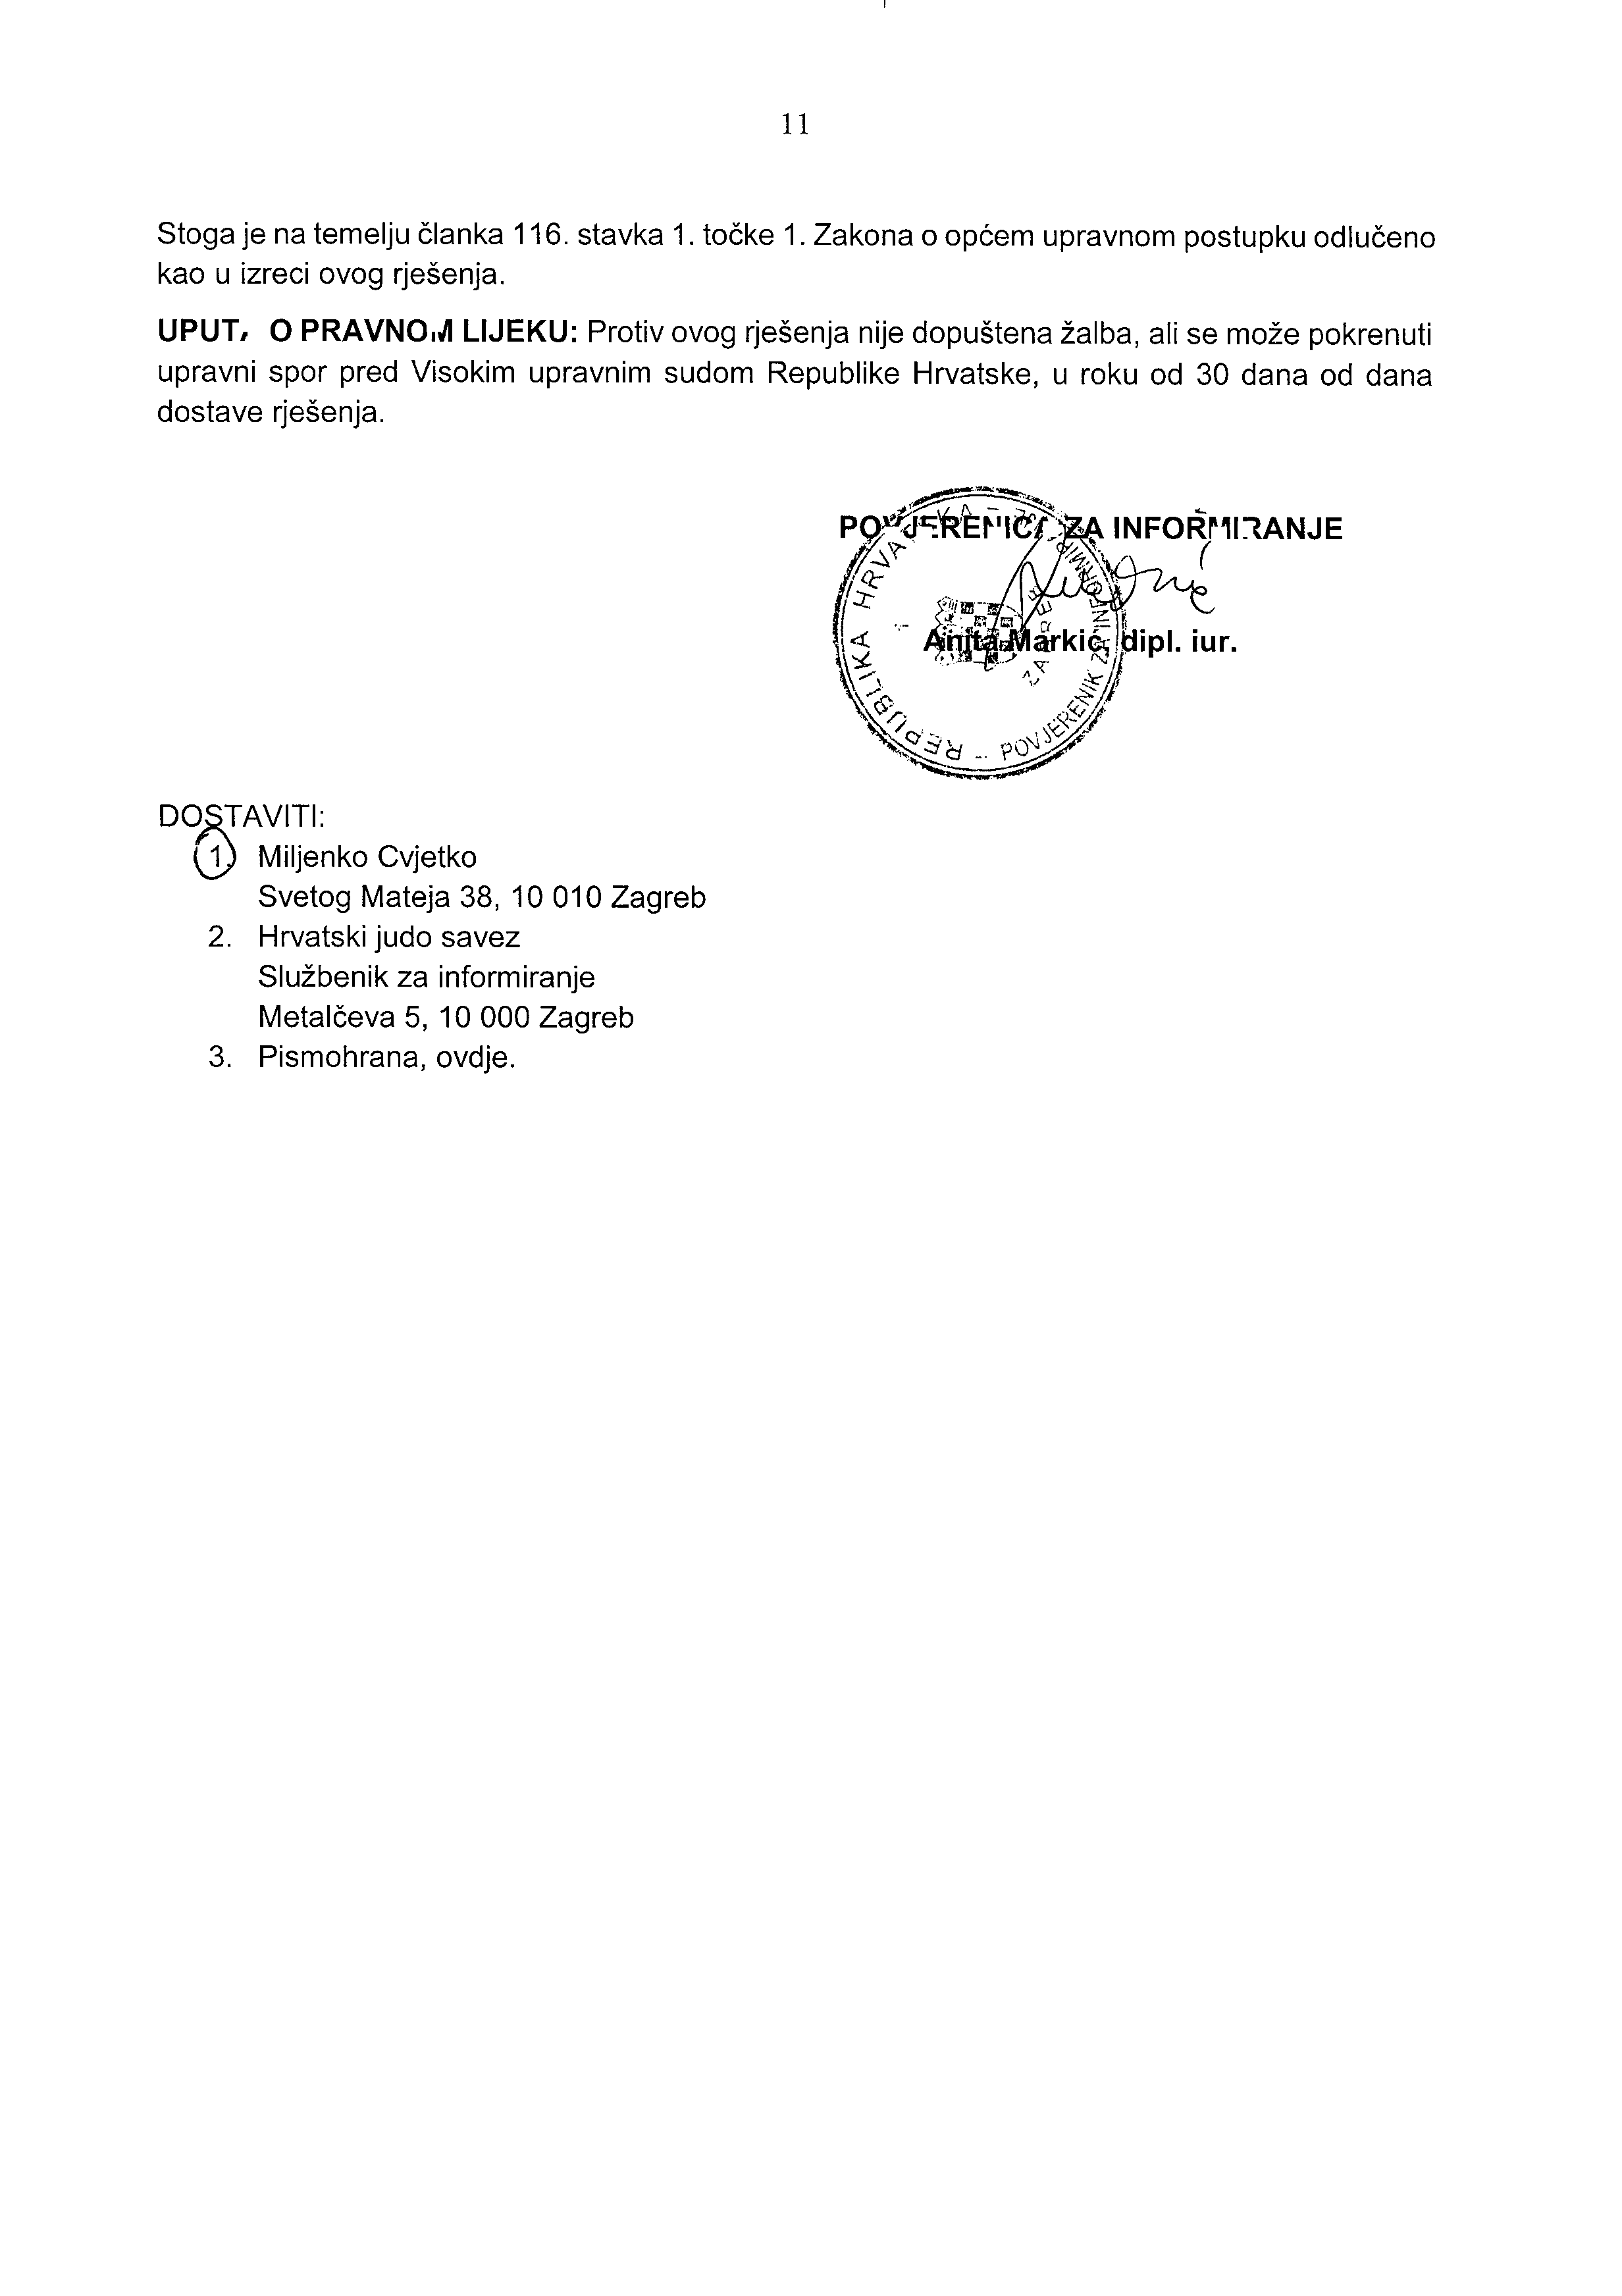 11
Stoga je na temelju članka 116. stavka 1. točke 1. Zakona o općem upravnom postupku odlučeno
kao u izreci ovog rješenja.
UPUTA O PRAVNOM LIJEKU: Protiv ovog rješenja nije dopuštena žalba, ali se može pokrenuti
upravni spor pred Visokim upravnim sudom Republike Hrvatske, u roku od 30 dana od dana
dostave rješenja.
POVJERENICA ZA INFORMIRANJE
Anita Markić, dipl. iur.
REPUBLIKA HRVATSKA – POVJERENIK ZA INFORMIRANJE
ZAGREB
DOSTAVITI:
1. Miljenko Cvjetko
Svetog Mateja 38, 10 010 Zagreb
2. Hrvatski judo savez
Službenik za informiranje
Metalčeva 5, 10 000 Zagreb
3. Pismohrana, ovdje.